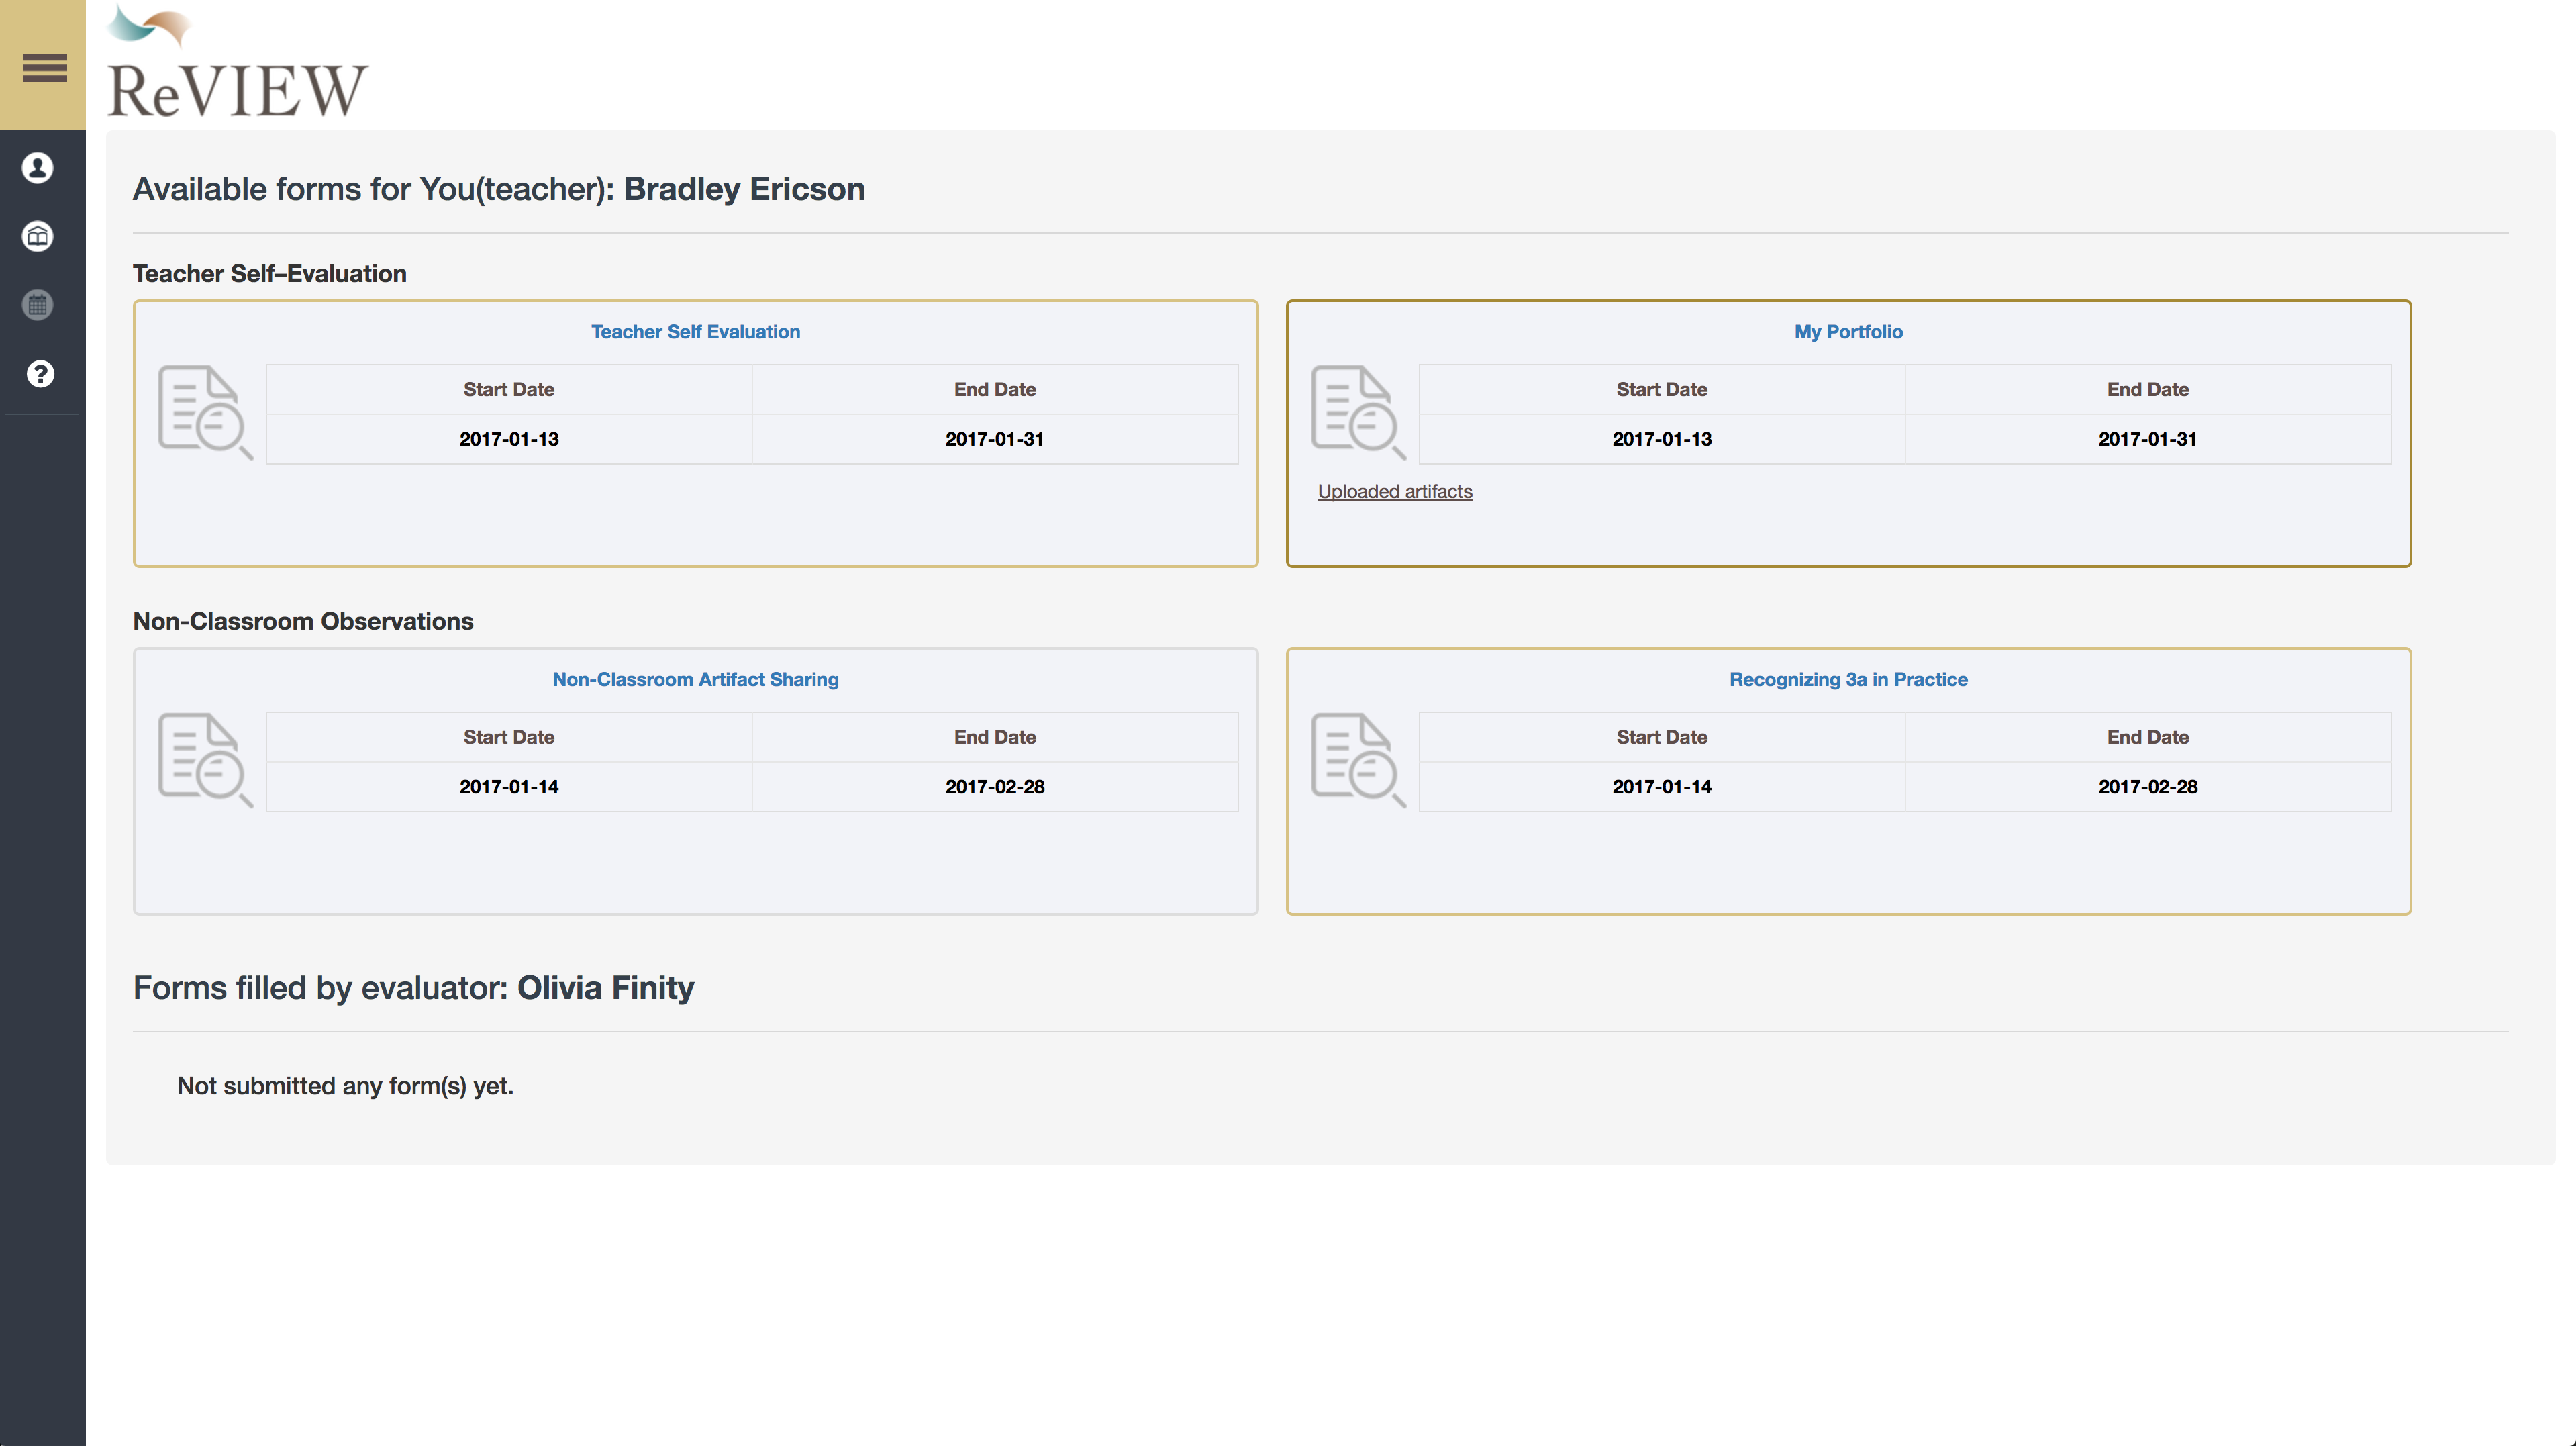 ReVIEW
Available forms for You(teacher): Bradley Ericson
Teacher Self–Evaluation
Teacher Self Evaluation
Start Date End Date
2017-01-13 2017-01-31
My Portfolio
Start Date End Date
2017-01-13 2017-01-31
Uploaded artifacts
Non-Classroom Observations
Non-Classroom Artifact Sharing
Start Date End Date
2017-01-14 2017-02-28
Recognizing 3a in Practice
Start Date End Date
2017-01-14 2017-02-28
Forms filled by evaluator: Olivia Finity
Not submitted any form(s) yet.